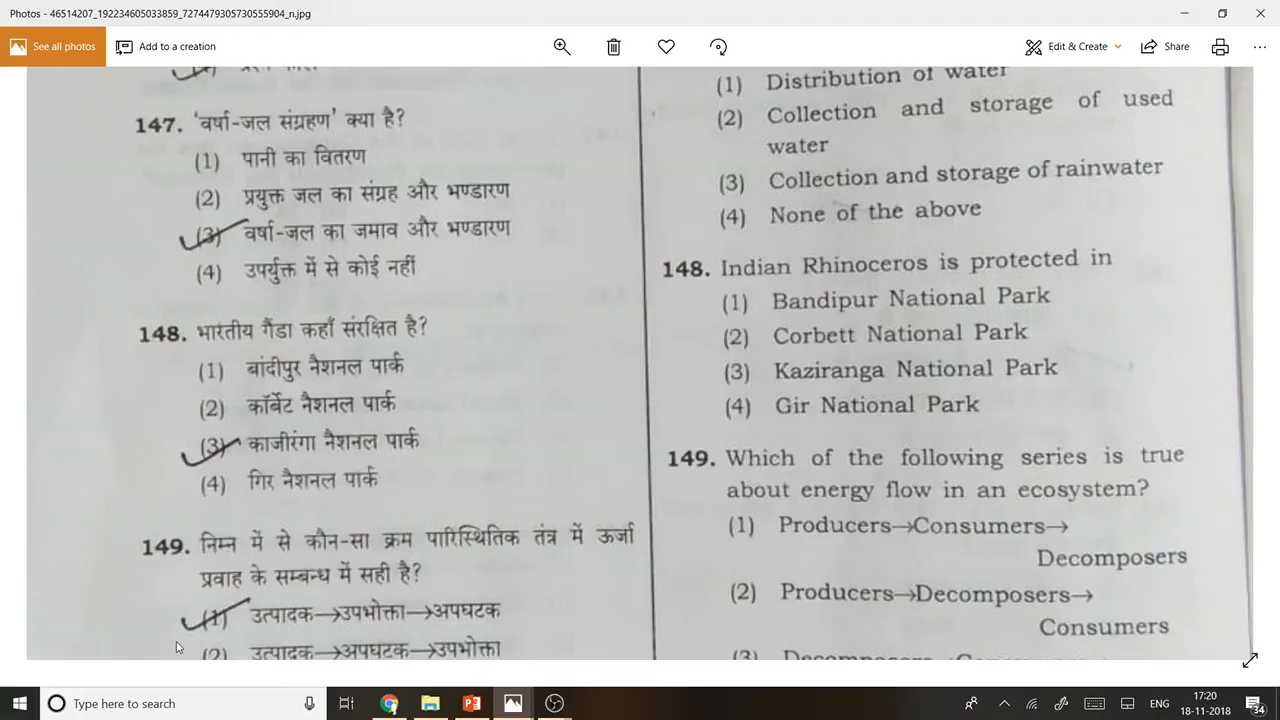 Photos - 46514207_192234605033859_7274479305730555904_n.jpg
See all photos
Add to a creation
Edit & Create
Share
147. 'वर्षा-जल संग्रहण' क्या है?
(1) पानी का वितरण
(2) प्रयुक्त जल का संग्रह और भण्डारण
(3) वर्षा-जल का जमाव और भण्डारण
(4) उपर्युक्त में से कोई नहीं
148. भारतीय गैंडा कहाँ संरक्षित है?
(1) बांदीपुर नैशनल पार्क
(2) कॉर्बेट नैशनल पार्क
(3) काजीरंगा नैशनल पार्क
(4) गिर नैशनल पार्क
149. निम्न में से कौन-सा क्रम पारिस्थितिक तंत्र में ऊर्जा
प्रवाह के सम्बन्ध में सही है?
(1) उत्पादक→उपभोक्ता→अपघटक
(2) उत्पादक→अपघटक→उपभोक्ता
(1) Distribution of water
(2) Collection and storage of used
water
(3) Collection and storage of rainwater
(4) None of the above
148. Indian Rhinoceros is protected in
(1) Bandipur National Park
(2) Corbett National Park
(3) Kaziranga National Park
(4) Gir National Park
149. Which of the following series is true
about energy flow in an ecosystem?
(1) Producers→Consumers→
Decomposers
(2) Producers→Decomposers→
Consumers
(3)
Type here to search
ENG
17:20
18-11-2018
34